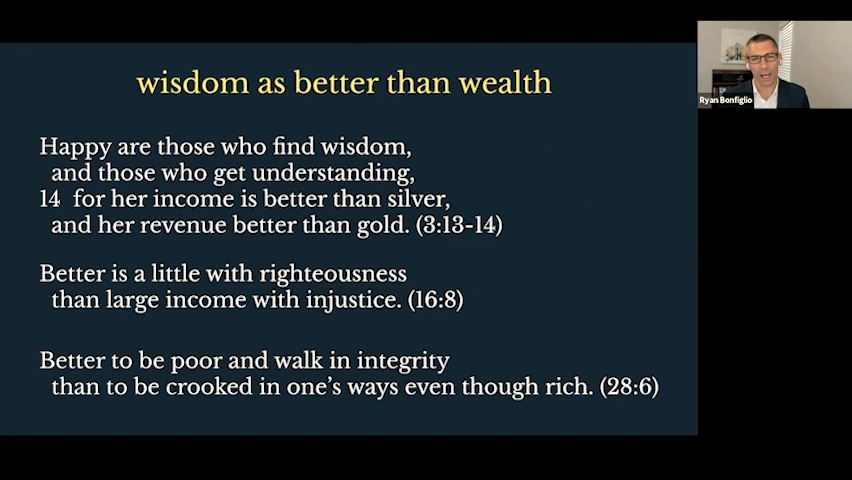 wisdom as better than wealth
Happy are those who find wisdom,
and those who get understanding,
14 for her income is better than silver,
and her revenue better than gold. (3:13-14)
Better is a little with righteousness
than large income with injustice. (16:8)
Better to be poor and walk in integrity
than to be crooked in one's ways even though rich. (28:6)
Ryan Bonfiglio